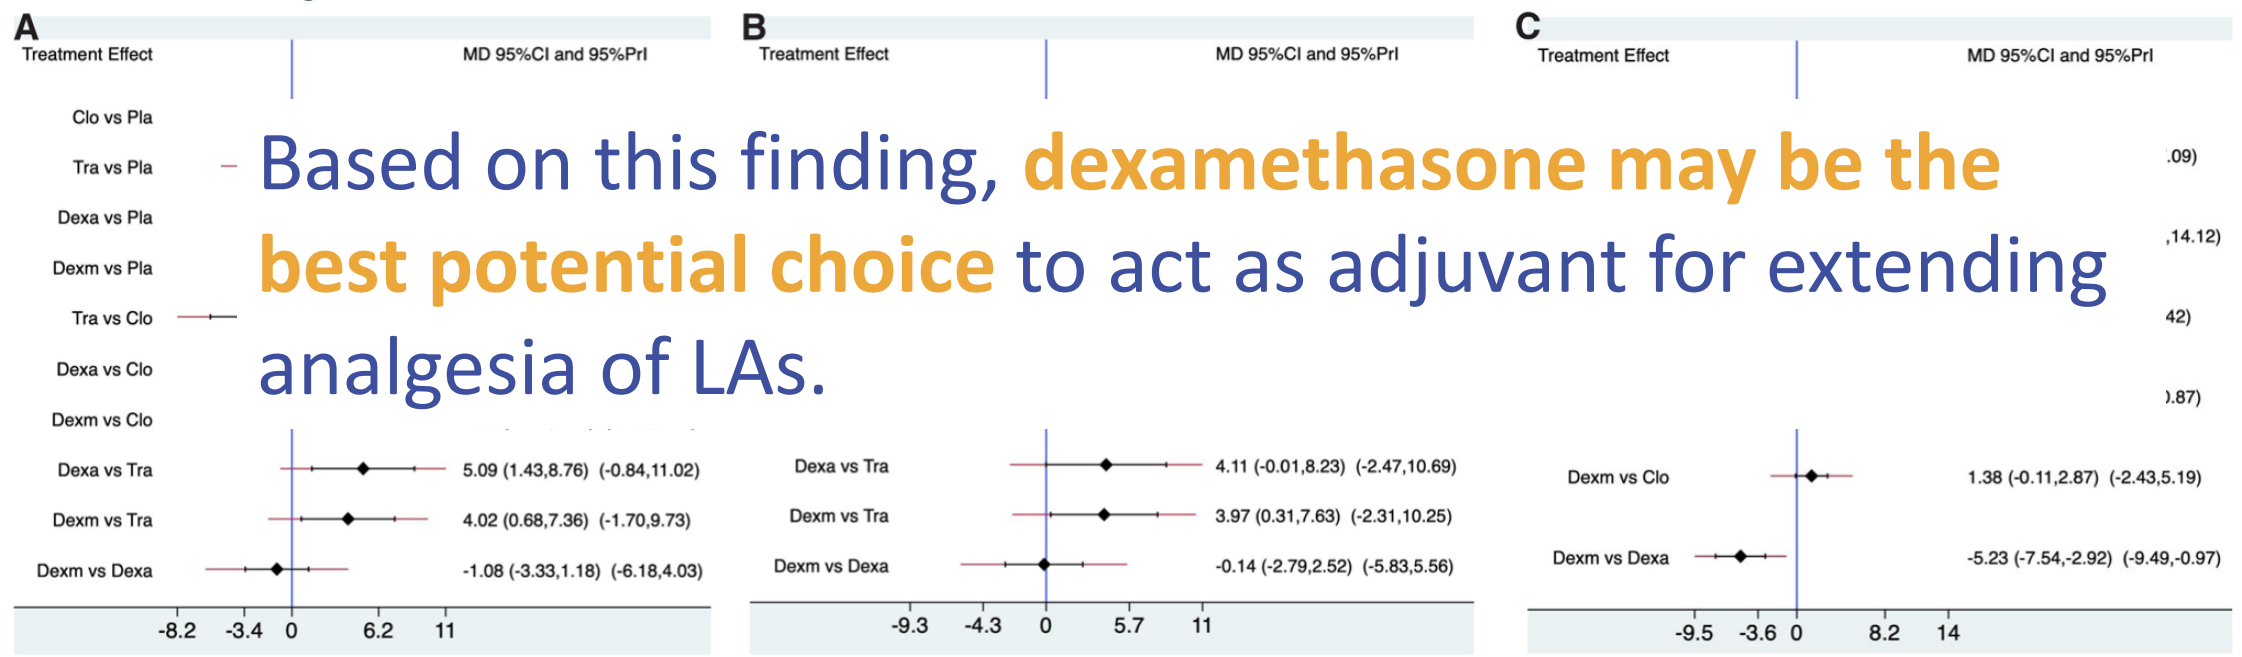 A
Treatment Effect
MD 95%CI and 95%PrI
Clo vs Pla
Tra vs Pla
Dexa vs Pla
Dexm vs Pla
Tra vs Clo
Dexa vs Clo
Dexm vs Clo
Dexa vs Tra 5.09 (1.43,8.76) (-0.84,11.02)
Dexm vs Tra 4.02 (0.68,7.36) (-1.70,9.73)
Dexm vs Dexa -1.08 (-3.33,1.18) (-6.18,4.03)
-8.2 -3.4 0 6.2 11
Based on this finding, dexamethasone may be the
best potential choice to act as adjuvant for extending
analgesia of LAs.
B
Treatment Effect
MD 95%CI and 95%PrI
Dexa vs Tra 4.11 (-0.01,8.23) (-2.47,10.69)
Dexm vs Tra 3.97 (0.31,7.63) (-2.31,10.25)
Dexm vs Dexa -0.14 (-2.79,2.52) (-5.83,5.56)
-9.3 -4.3 0 5.7 11
C
Treatment Effect
MD 95%CI and 95%PrI
.09)
,14.12)
42)
.87)
Dexm vs Clo 1.38 (-0.11,2.87) (-2.43,5.19)
Dexm vs Dexa -5.23 (-7.54,-2.92) (-9.49,-0.97)
-9.5 -3.6 0 8.2 14